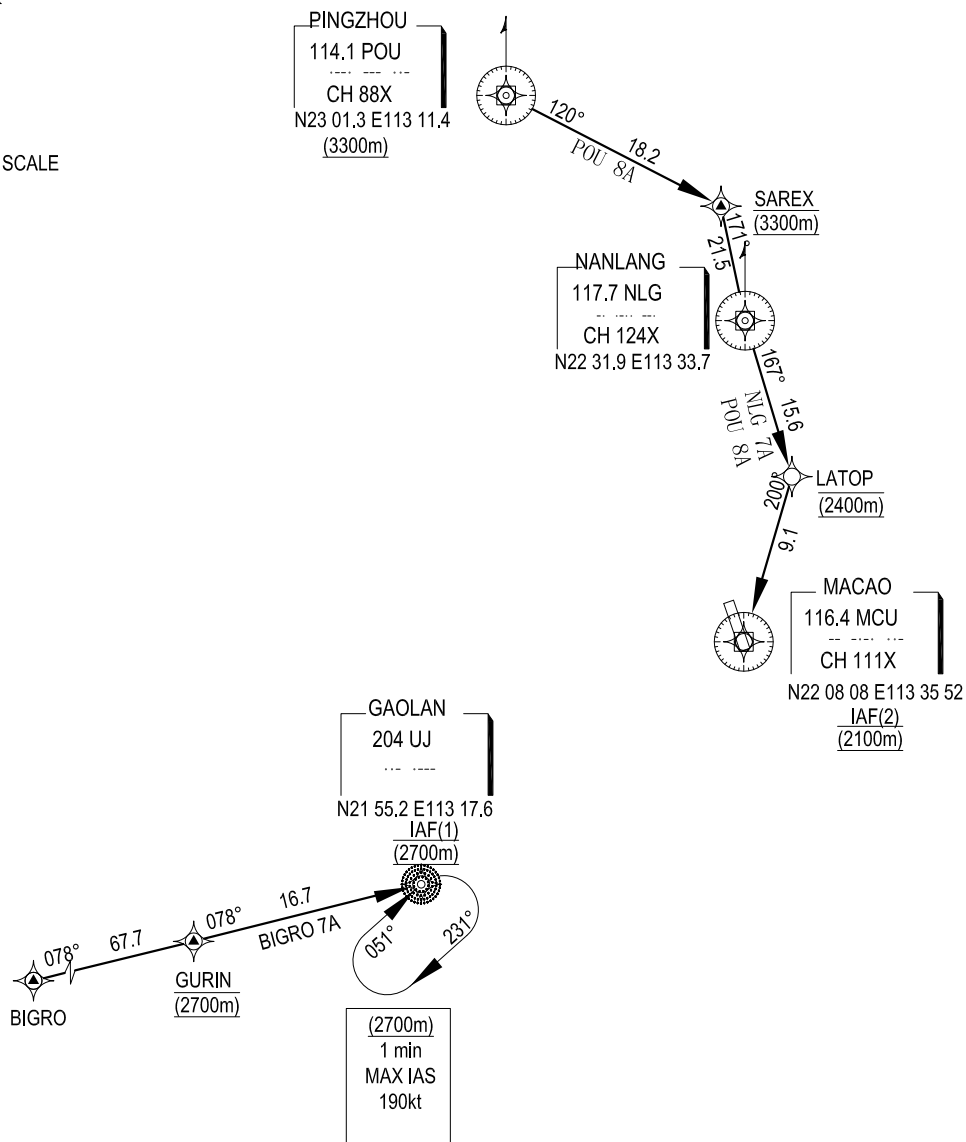 PINGZHOU
114.1 POU
CH 88X
N23 01.3 E113 11.4
(3300m)
SCALE
120°
18.2
POU 8A
SAREX
(3300m)
171°
21.5
NANLANG
117.7 NLG
CH 124X
N22 31.9 E113 33.7
167°
15.6
NLG 7A
POU 8A
LATOP
(2400m)
200°
9.1
MACAO
116.4 MCU
CH 111X
N22 08 08 E113 35 52
IAF(2)
(2100m)
GAOLAN
204 UJ
N21 55.2 E113 17.6
IAF(1)
(2700m)
078°
67.7
078°
16.7
BIGRO 7A
051°
231°
BIGRO
GURIN
(2700m)
(2700m)
1 min
MAX IAS
190kt